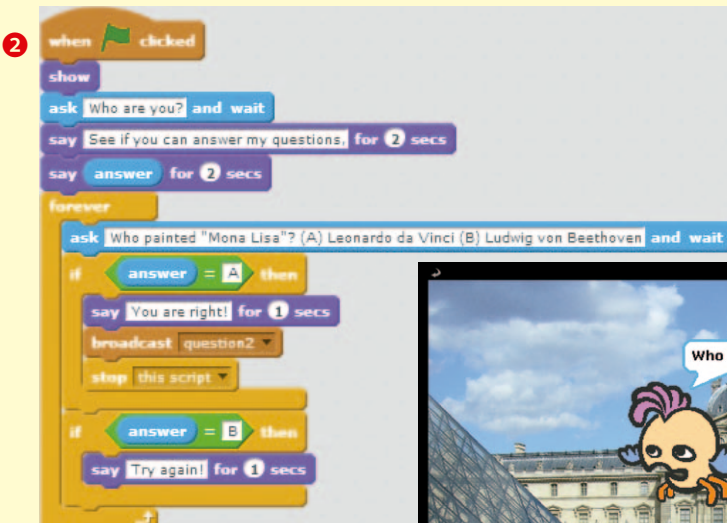 2
when clicked
show
ask Who are you? and wait
say See if you can answer my questions, for 2 secs
say answer for 2 secs
forever
ask Who painted "Mona Lisa"? (A) Leonardo da Vinci (B) Ludwig von Beethoven and wait
if answer = A then
say You are right! for 1 secs
broadcast question2
stop this script
if answer = B then
say Try again! for 1 secs
Who